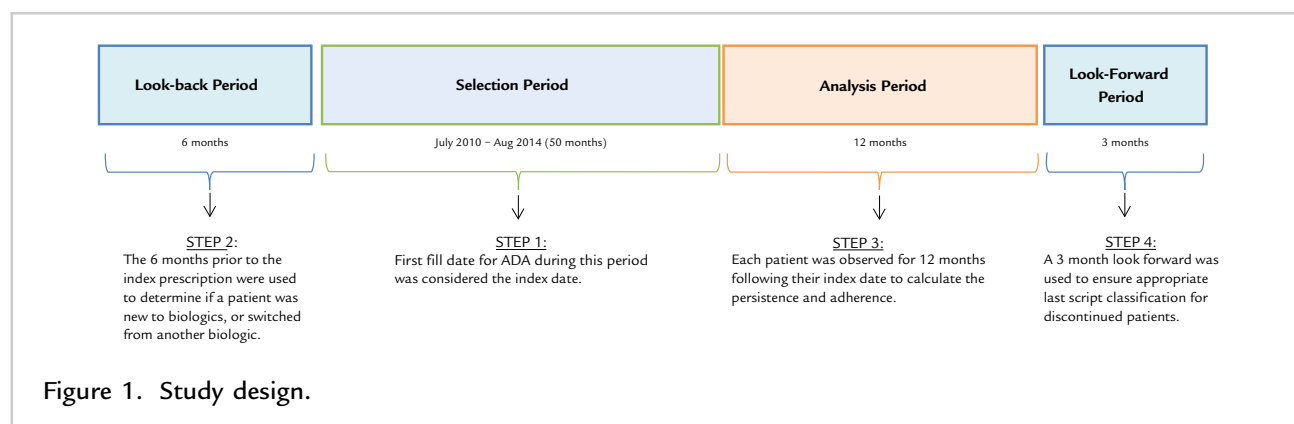 Look-back Period
Selection Period
Analysis Period
Look-Forward
Period
6 months
July 2010 – Aug 2014 (50 months)
12 months
3 months
STEP 2:
The 6 months prior to the
index prescription were used
to determine if a patient was
new to biologics, or switched
from another biologic.
STEP 1:
First fill date for ADA during this period
was considered the index date.
STEP 3:
Each patient was observed for 12 months
following their index date to calculate the
persistence and adherence.
STEP 4:
A 3 month look forward was
used to ensure appropriate
last script classification for
discontinued patients.
Figure 1. Study design.